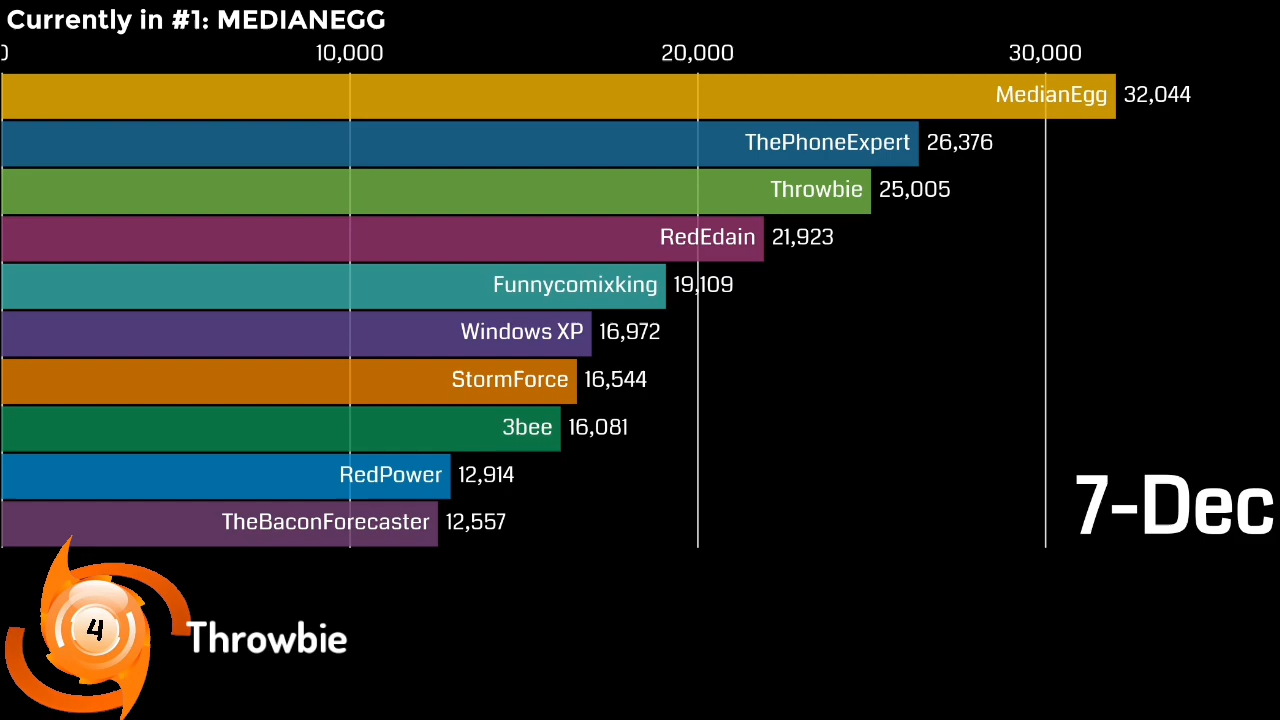 Currently in #1: MEDIANEGG
0 10,000 20,000 30,000
MedianEgg 32,044
ThePhoneExpert 26,376
Throwbie 25,005
RedEdain 21,923
Funnycomixking 19,109
Windows XP 16,972
StormForce 16,544
3bee 16,081
RedPower 12,914
TheBaconForecaster 12,557
7-Dec
4 Throwbie